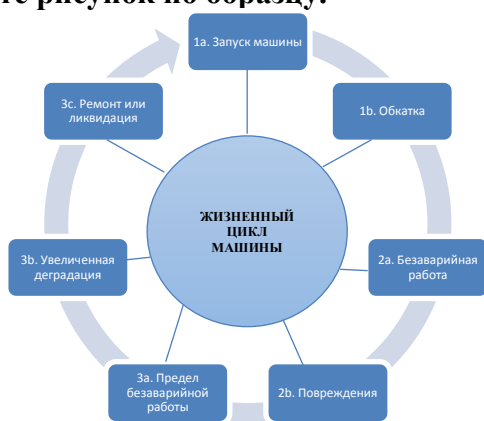 рисунок по образцу.
1a. Запуск машины
1b. Обкатка
2a. Безаварийная
работа
2b. Повреждения
3a. Предел
безаварийной
работы
3b. Увеличенная
деградация
3c. Ремонт или
ликвидация
ЖИЗНЕННЫЙ
ЦИКЛ
МАШИНЫ